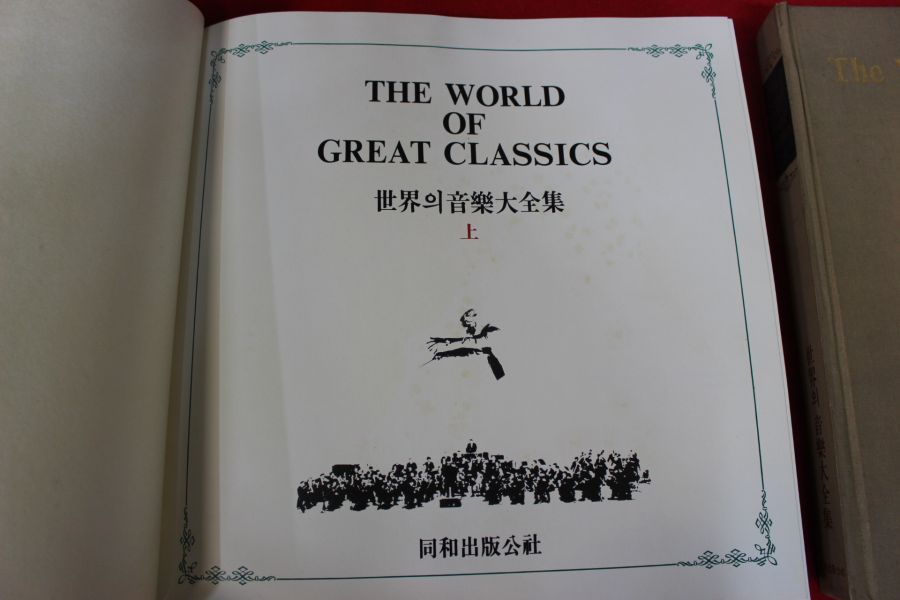 THE WORLD
OF
GREAT CLASSICS
世界의音樂大全集
上
同和出版公社
The
世界의 音樂大全集